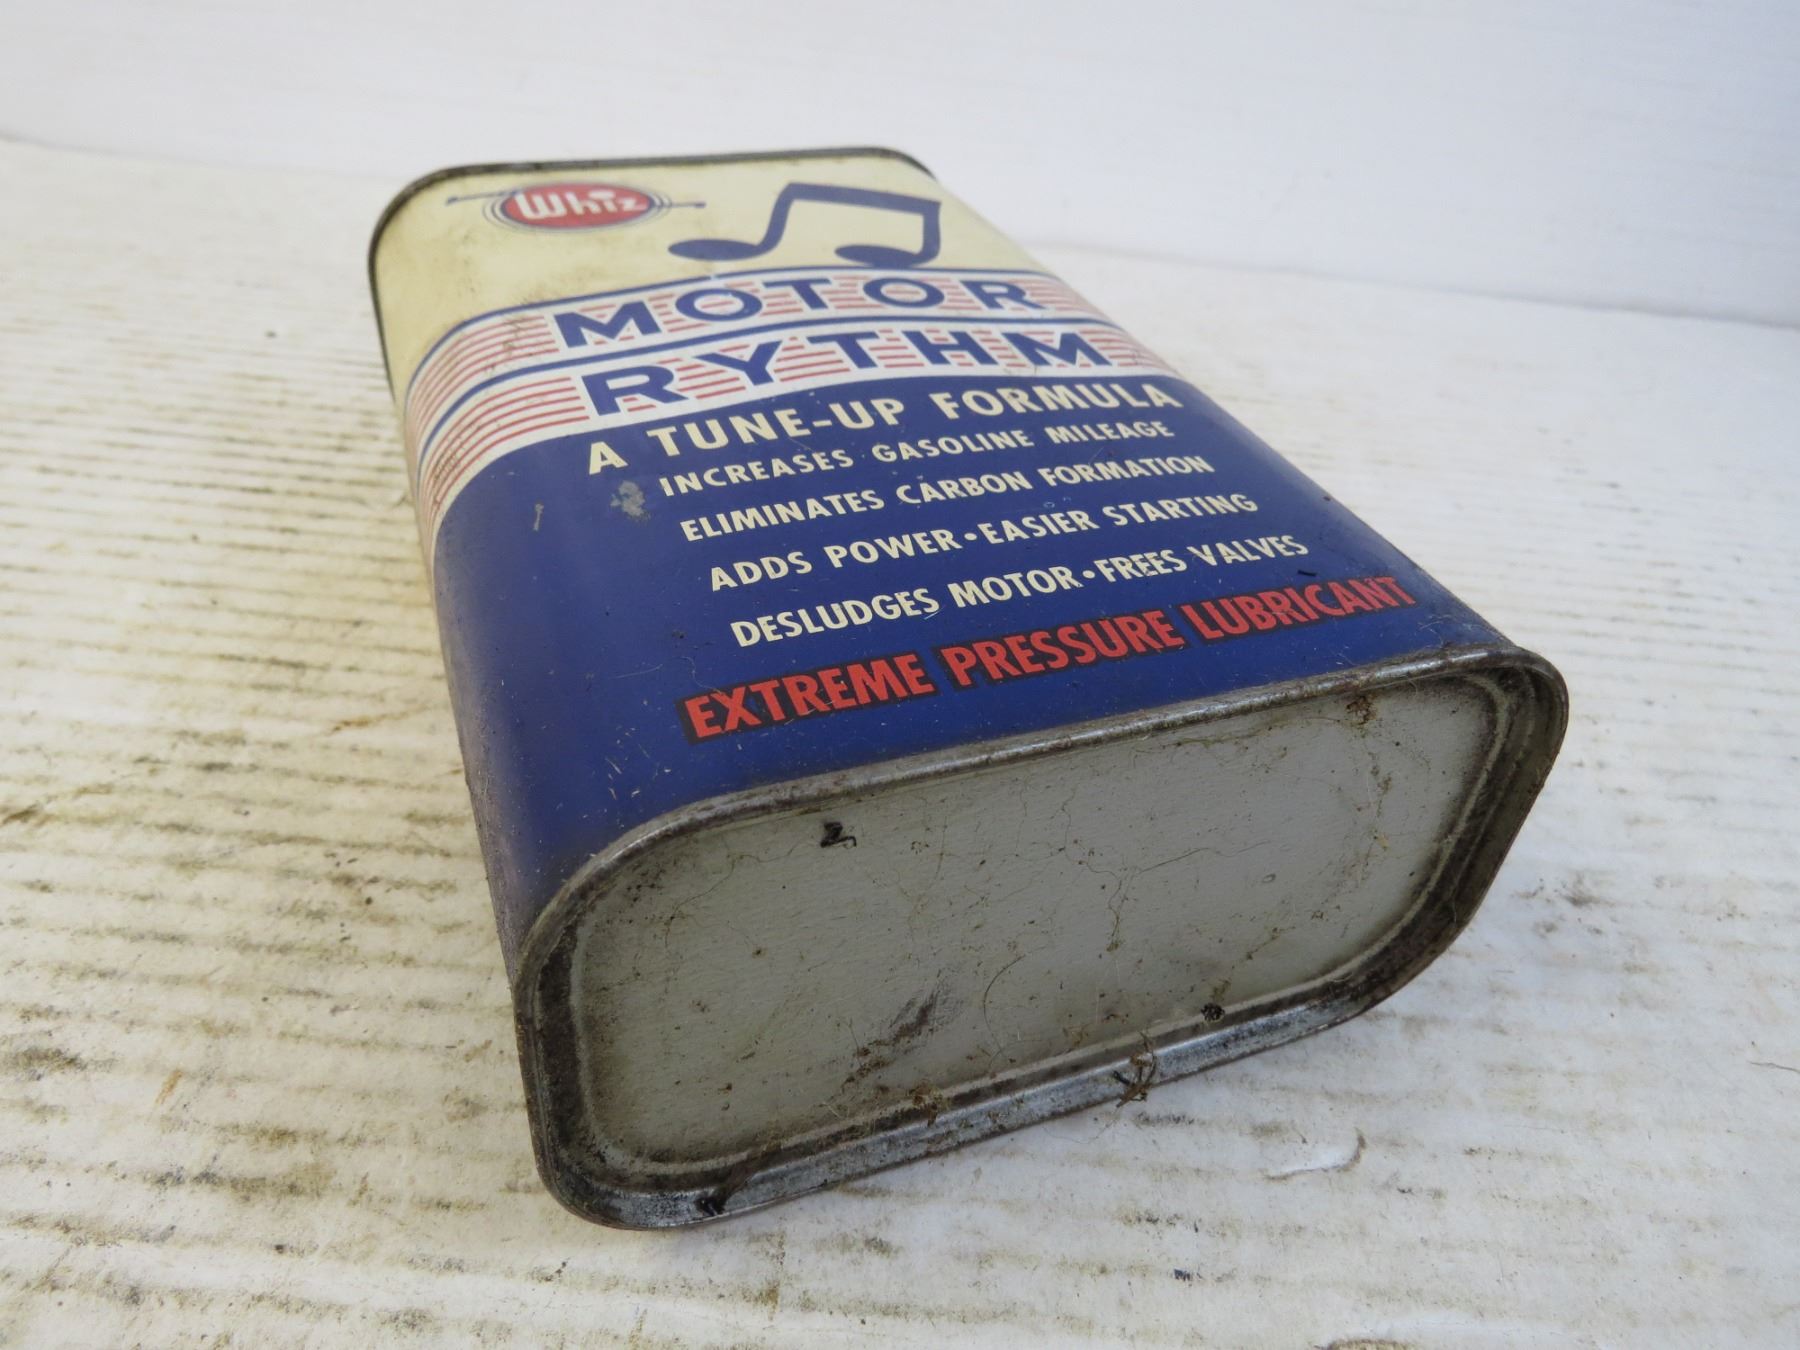 Whiz
MOTOR
RYTHM
A TUNE-UP FORMULA
INCREASES GASOLINE MILEAGE
ELIMINATES CARBON FORMATION
ADDS POWER • EASIER STARTING
DESLUDGES MOTOR • FREES VALVES
EXTREME PRESSURE LUBRICANT